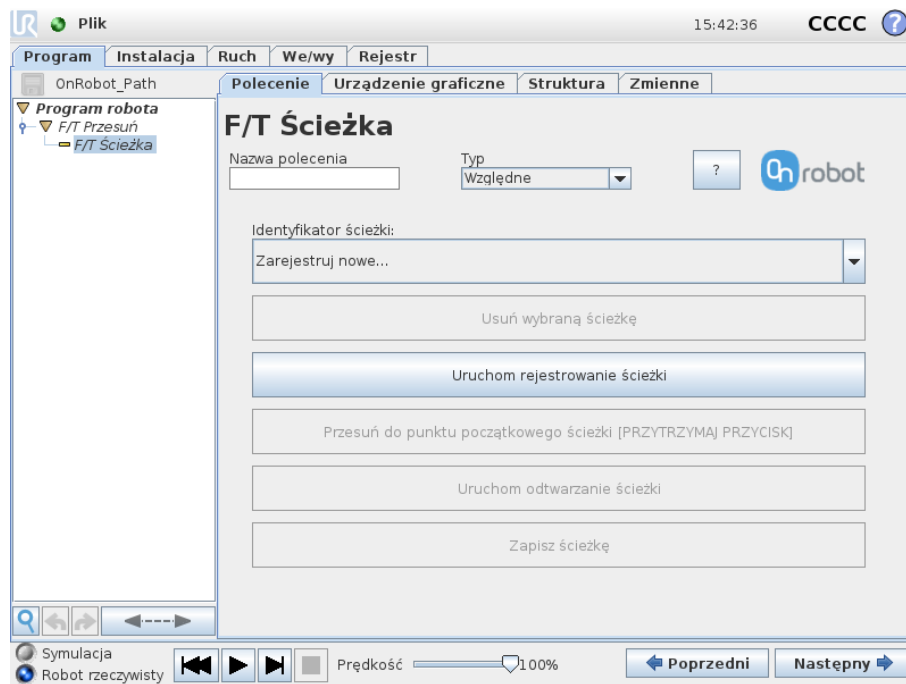 Plik
15:42:36
CCCC
?
Program Instalacja Ruch We/wy Rejestr
OnRobot_Path
Polecenie Urządzenie graficzne Struktura Zmienne
Program robota
F/T Przesuń
F/T Ścieżka
F/T Ścieżka
Nazwa polecenia
Typ
Względne
?
On robot
Identyfikator ścieżki:
Zarejestruj nowe...
Usuń wybraną ścieżkę
Uruchom rejestrowanie ścieżki
Przesuń do punktu początkowego ścieżki [PRZYTRZYMAJ PRZYCISK]
Uruchom odtwarzanie ścieżki
Zapisz ścieżkę
Symulacja
Robot rzeczywisty
Prędkość
100%
Poprzedni
Następny